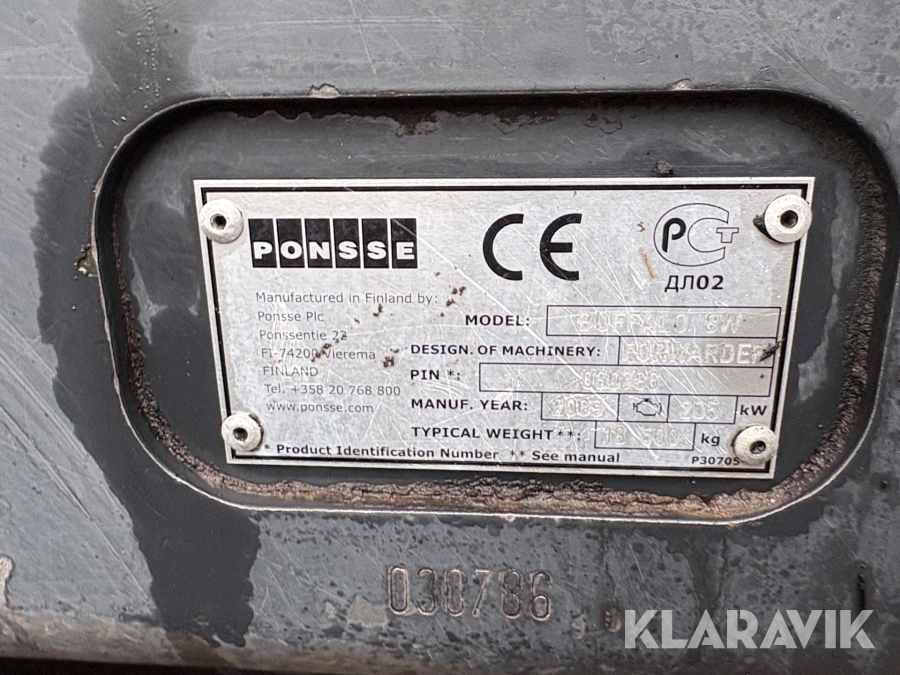 PONSSE
CE
PCT
ДЛ02
Manufactured in Finland by:
Ponsse Plc
Ponssentie 22
FI-74200 Vierema
FINLAND
Tel. +358 20 768 800
www.ponsse.com
MODEL: BUFFALO 8W
DESIGN. OF MACHINERY: FORWARDER
PIN *: 030786
MANUF. YEAR: kW
TYPICAL WEIGHT**: kg
* Product Identification Number ** See manual
P30705
030786
KLARAVIK